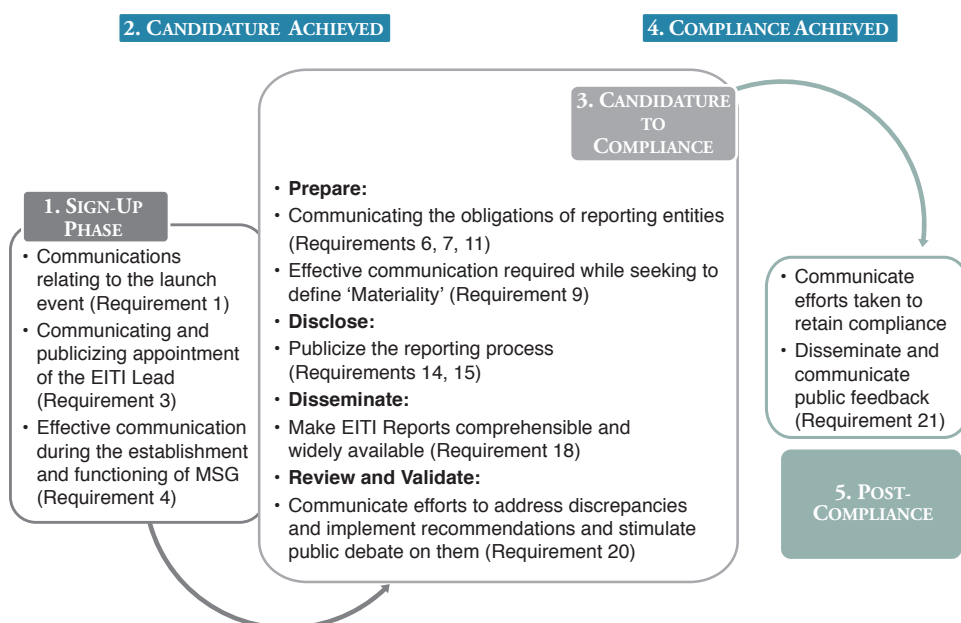 2. CANDIDATURE ACHIEVED
4. COMPLIANCE ACHIEVED
1. SIGN-UP
PHASE
• Communications
relating to the launch
event (Requirement 1)
• Communicating and
publicizing appointment
of the EITI Lead
(Requirement 3)
• Effective communication
during the establishment
and functioning of MSG
(Requirement 4)
3. CANDIDATURE
TO
COMPLIANCE
• Prepare:
• Communicating the obligations of reporting entities
(Requirements 6, 7, 11)
• Effective communication required while seeking to
define ‘Materiality’ (Requirement 9)
• Disclose:
• Publicize the reporting process
(Requirements 14, 15)
• Disseminate:
• Make EITI Reports comprehensible and
widely available (Requirement 18)
• Review and Validate:
• Communicate efforts to address discrepancies
and implement recommendations and stimulate
public debate on them (Requirement 20)
• Communicate
efforts taken to
retain compliance
• Disseminate and
communicate
public feedback
(Requirement 21)
5. POST-
COMPLIANCE